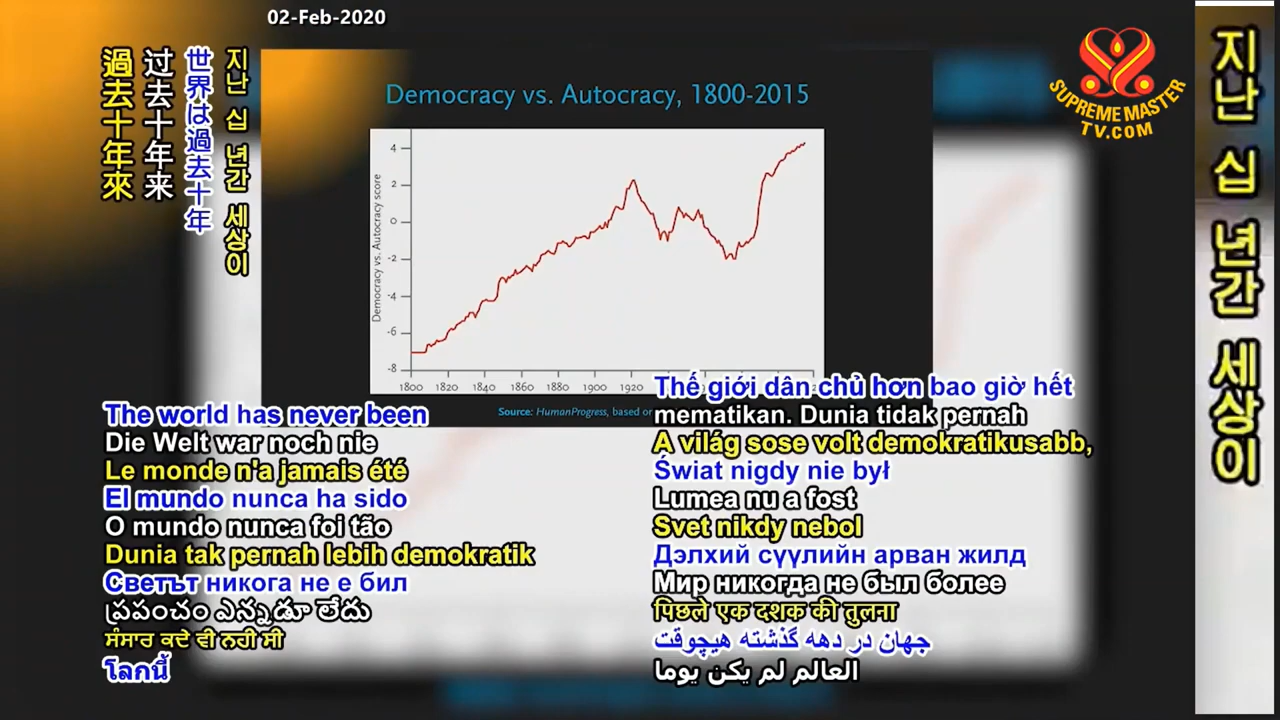 02-Feb-2020
過去十年來
过去十年来
世界は過去十年
지난 십 년간 세상이
SUPREME MASTER
TV.COM
지난 십 년간 세상이
Democracy vs. Autocracy, 1800-2015
Democracy vs. Autocracy score
4
2
0
-2
-4
-6
-8
1800 1820 1840 1860 1880 1900 1920
Source: HumanProgress, based on
The world has never been
Die Welt war noch nie
Le monde n'a jamais été
El mundo nunca ha sido
O mundo nunca foi tão
Dunia tak pernah lebih demokratik
Светът никога не е бил
ప్రపంచం ఎన్నడూ లేదు
ਸੰਸਾਰ ਕਦੇ ਵੀ ਨਹੀ ਸੀ
โลกนี้
Thế giới dân chủ hơn bao giờ hết
mematikan. Dunia tidak pernah
A világ sose volt demokratikusabb,
Świat nigdy nie był
Lumea nu a fost
Svet nikdy nebol
Дэлхий сүүлийн арван жилд
Мир никогда не был более
पिछले एक दशक की तुलना
جهان در دهه گذشته هیچوقت
العالم لم يكن يوما